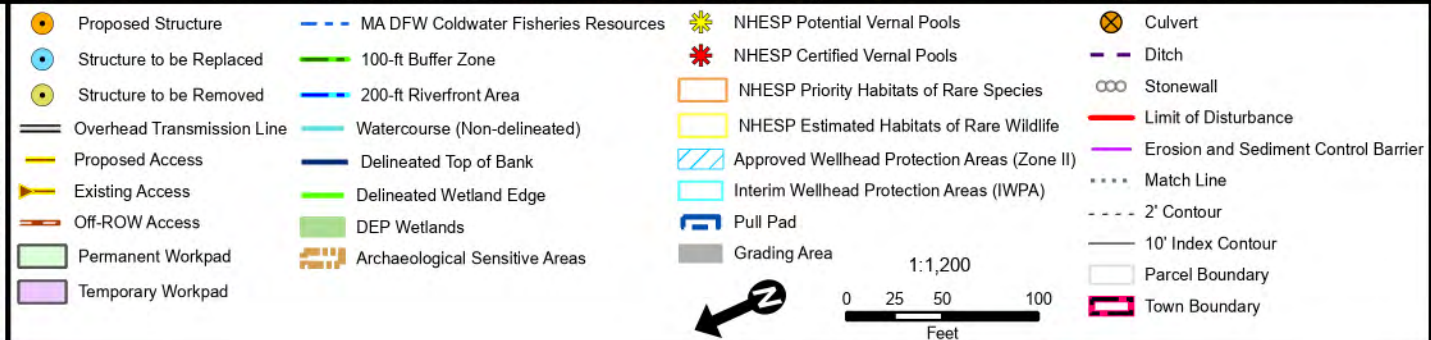 Proposed Structure
Structure to be Replaced
Structure to be Removed
Overhead Transmission Line
Proposed Access
Existing Access
Off-ROW Access
Permanent Workpad
Temporary Workpad
MA DFW Coldwater Fisheries Resources
100-ft Buffer Zone
200-ft Riverfront Area
Watercourse (Non-delineated)
Delineated Top of Bank
Delineated Wetland Edge
DEP Wetlands
Archaeological Sensitive Areas
NHESP Potential Vernal Pools
NHESP Certified Vernal Pools
NHESP Priority Habitats of Rare Species
NHESP Estimated Habitats of Rare Wildlife
Approved Wellhead Protection Areas (Zone II)
Interim Wellhead Protection Areas (IWPA)
Pull Pad
Grading Area
N
1:1,200
0 25 50 100
Feet
Culvert
Ditch
Stonewall
Limit of Disturbance
Erosion and Sediment Control Barrier
Match Line
2' Contour
10' Index Contour
Parcel Boundary
Town Boundary